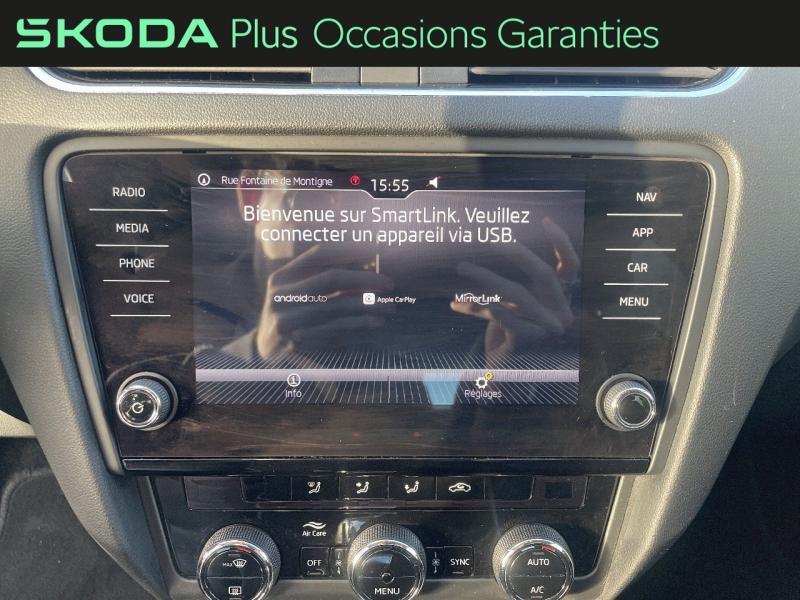 SKODA Plus Occasions Garanties
Rue Fontaine de Montigne 15:55
RADIO
MEDIA
PHONE
VOICE
Bienvenue sur SmartLink. Veuillez
connecter un appareil via USB.
androidauto Apple CarPlay MirrorLink
Info Réglages
NAV
APP
CAR
MENU
Air Care
MAX OFF MENU SYNC AUTO
A/C